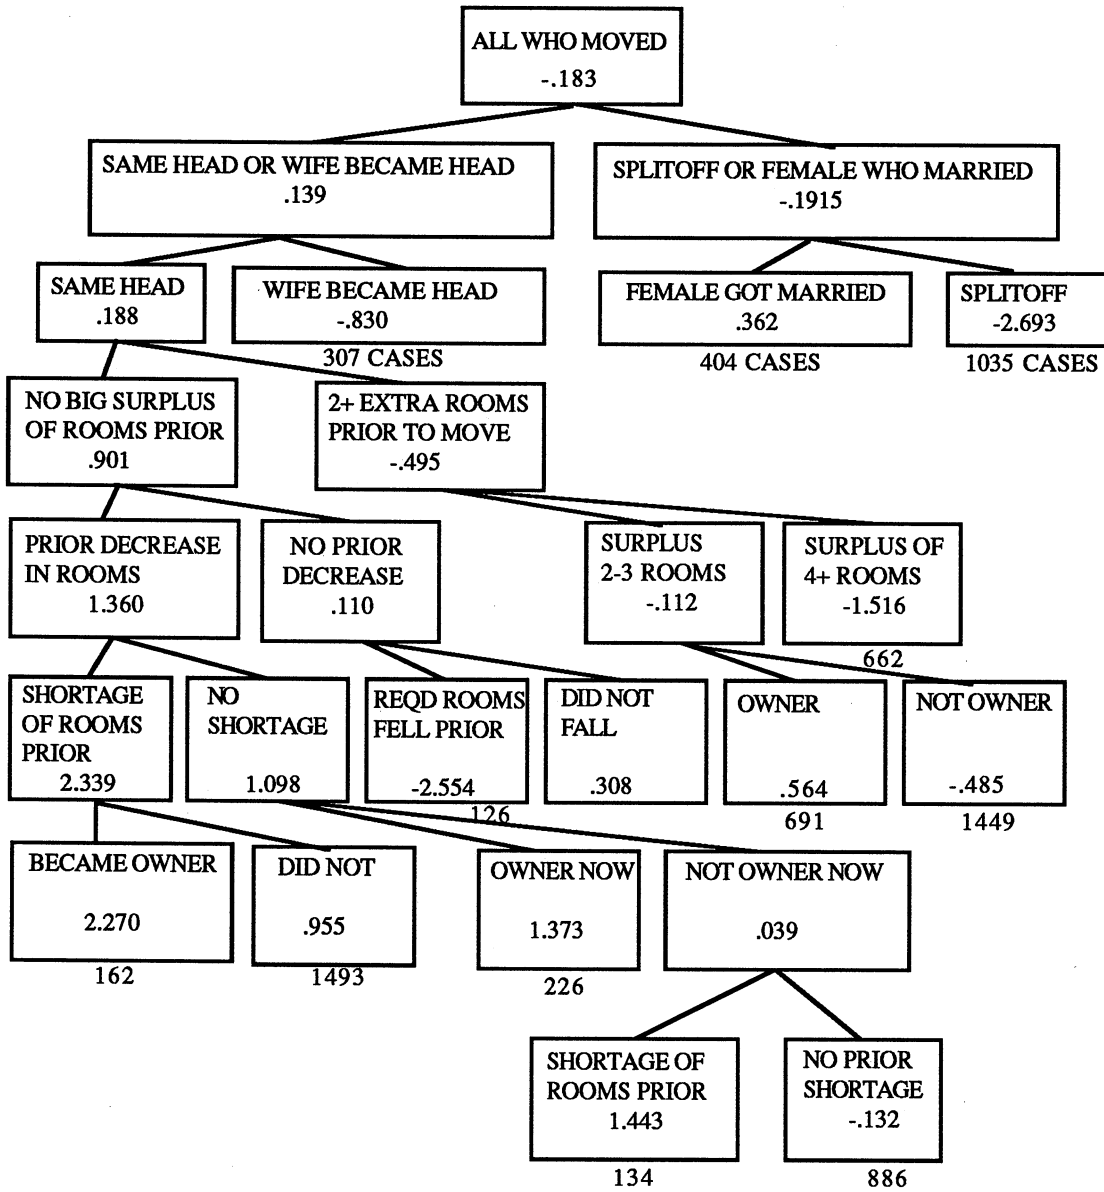 ALL WHO MOVED
-.183
SAME HEAD OR WIFE BECAME HEAD
.139
SPLITOFF OR FEMALE WHO MARRIED
-.1915
SAME HEAD
.188
WIFE BECAME HEAD
-.830
307 CASES
FEMALE GOT MARRIED
.362
404 CASES
SPLITOFF
-2.693
1035 CASES
NO BIG SURPLUS
OF ROOMS PRIOR
.901
2+ EXTRA ROOMS
PRIOR TO MOVE
-.495
PRIOR DECREASE
IN ROOMS
1.360
NO PRIOR
DECREASE
.110
SURPLUS
2-3 ROOMS
-.112
SURPLUS OF
4+ ROOMS
-1.516
662
SHORTAGE
OF ROOMS
PRIOR
2.339
NO
SHORTAGE
1.098
REQD ROOMS
FELL PRIOR
-2.554
126
DID NOT
FALL
.308
OWNER
.564
691
NOT OWNER
-.485
1449
BECAME OWNER
2.270
162
DID NOT
.955
1493
OWNER NOW
1.373
226
NOT OWNER NOW
.039
SHORTAGE OF
ROOMS PRIOR
1.443
134
NO PRIOR
SHORTAGE
-.132
886